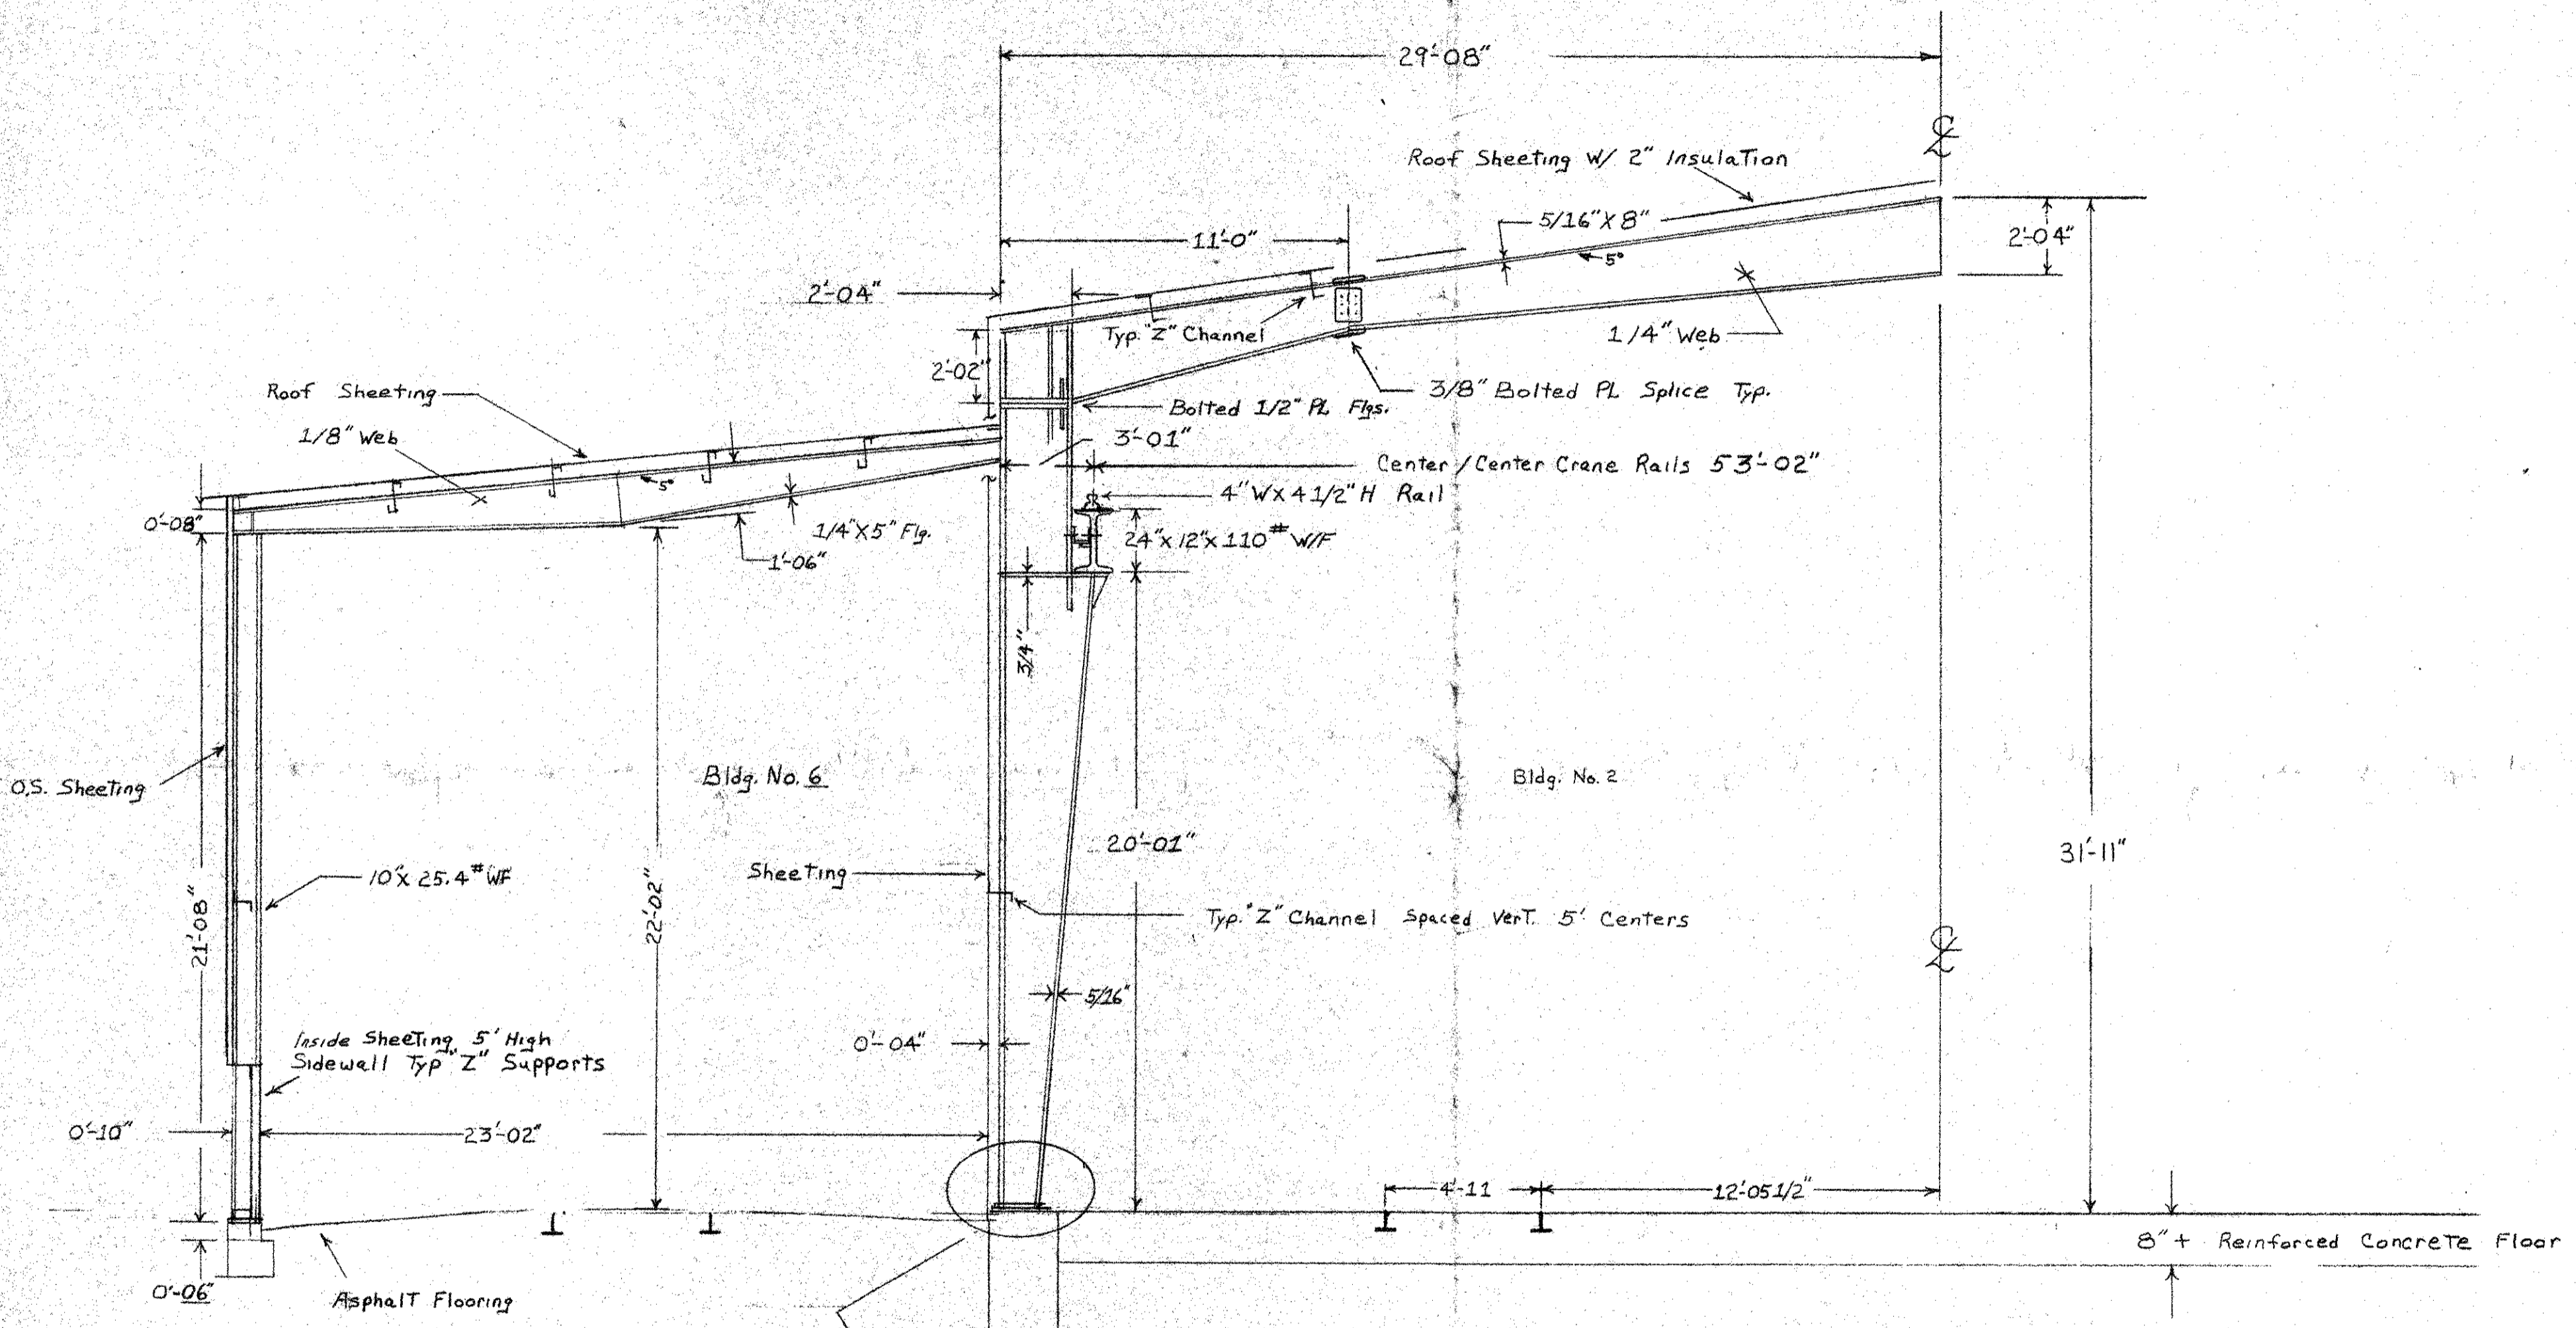 29'-08"
℄
Roof Sheeting W/ 2" Insulation
5/16" X 8"
11'-0"
2'-04"
5°
2'-04"
Typ. "Z" Channel
1/4" Web
2'-02"
3/8" Bolted PL Splice Typ.
Roof Sheeting
Bolted 1/2" PL Flgs.
1/8" Web
3'-01"
Center/Center Crane Rails 53'-02"
5°
4" W X 4 1/2" H Rail
0'-08"
1/4" X 5" Flg.
24" x 12" x 110# W/F
1'-06"
3/4"
Bldg. No. 6
Bldg. No. 2
O.S. Sheeting
20'-01"
31'-11"
Sheeting
10" x 25.4# WF
21'-08"
22'-02"
Typ. "Z" Channel Spaced Vert. 5' Centers
℄
5/16"
Inside Sheeting 5' High
Sidewall Typ "Z" Supports
0'-04"
0'-10"
23'-02"
4'-11
12'-05 1/2"
8" + Reinforced Concrete Floor
0'-06"
Asphalt Flooring